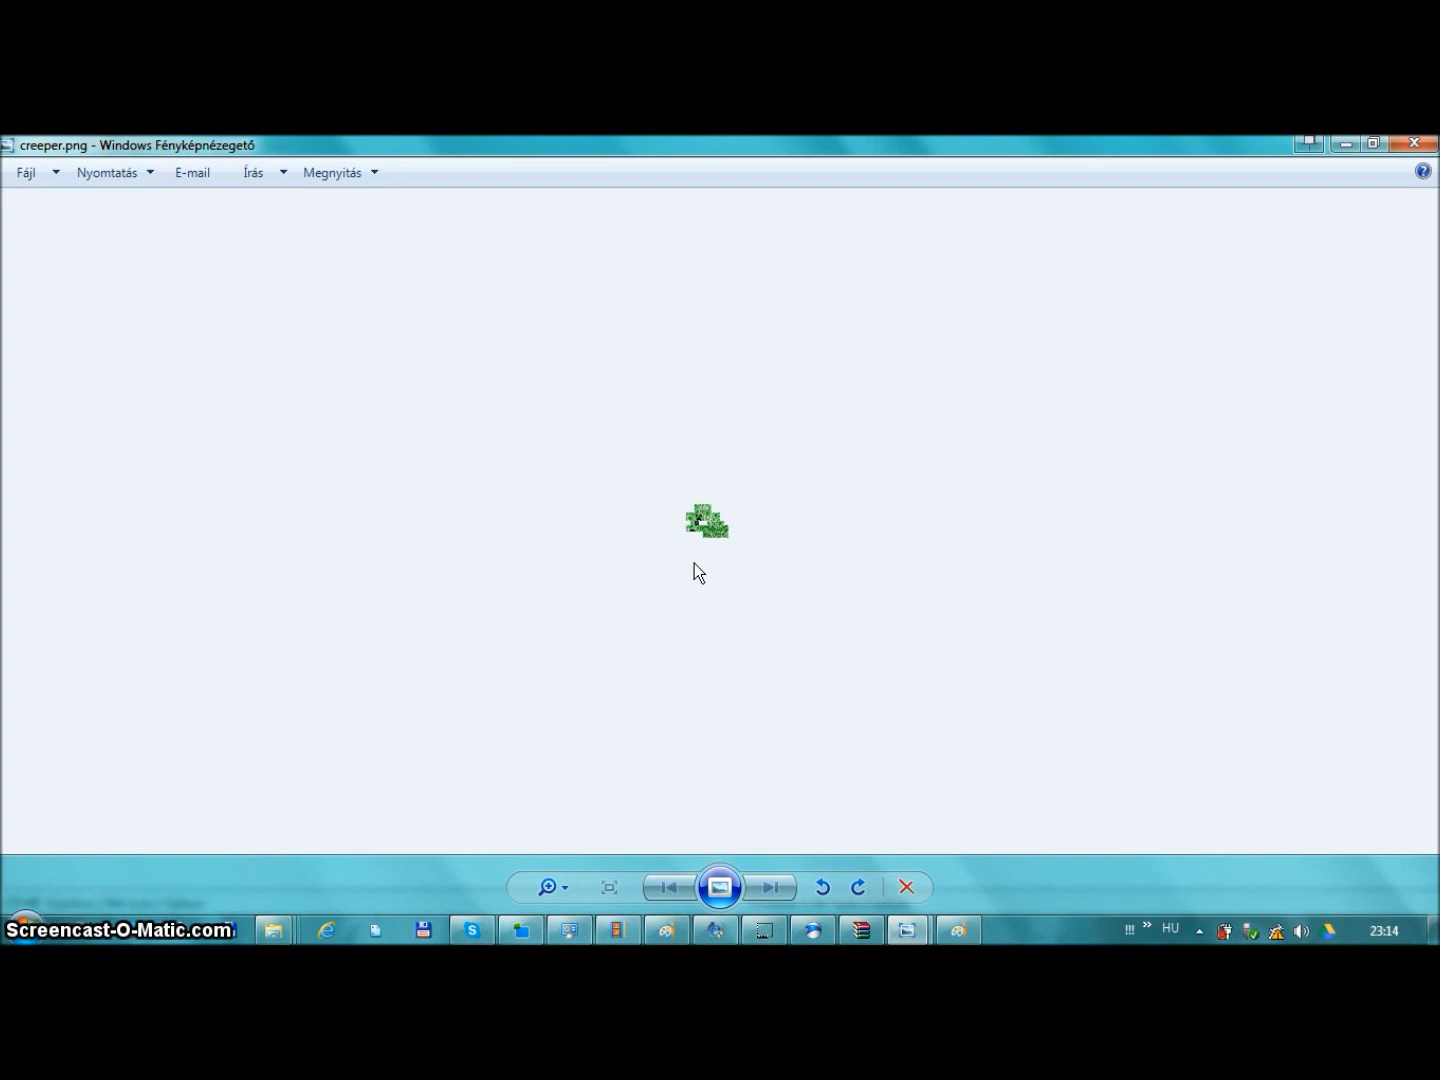 creeper.png - Windows Fényképnézegető
Fájl Nyomtatás E-mail Írás Megnyitás
Screencast-O-Matic.com
HU
23:14